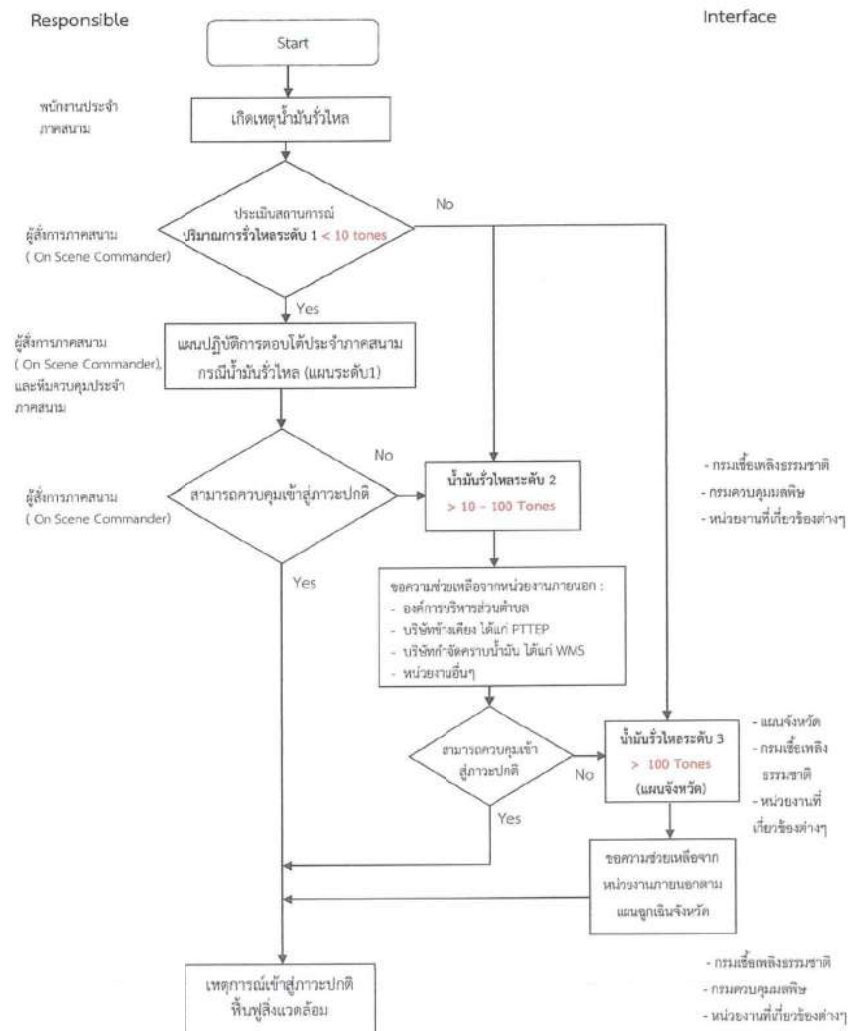 Responsible
Interface
Start
พนักงานประจำ
ภาคสนาม
เกิดเหตุน้ำมันรั่วไหล
ประเมินสถานการณ์
ปริมาณการรั่วไหลระดับ 1 < 10 tones
No
ผู้สั่งการภาคสนาม
( On Scene Commander)
Yes
ผู้สั่งการภาคสนาม
( On Scene Commander),
และทีมควบคุมประจำ
ภาคสนาม
แผนปฏิบัติการตอบโต้ประจำภาคสนาม
กรณีน้ำมันรั่วไหล (แผนระดับ1)
ผู้สั่งการภาคสนาม
( On Scene Commander)
สามารถควบคุมเข้าสู่ภาวะปกติ
No
Yes
น้ำมันรั่วไหลระดับ 2
> 10 – 100 Tones
- กรมเชื้อเพลิงธรรมชาติ
- กรมควบคุมมลพิษ
- หน่วยงานที่เกี่ยวข้องต่างๆ
ขอความช่วยเหลือจากหน่วยงานภายนอก :
- องค์การบริหารส่วนตำบล
- บริษัทข้างเคียง ได้แก่ PTTEP
- บริษัทกำจัดคราบน้ำมัน ได้แก่ WMS
- หน่วยงานอื่นๆ
สามารถควบคุมเข้า
สู่ภาวะปกติ
No
Yes
น้ำมันรั่วไหลระดับ 3
> 100 Tones
(แผนจังหวัด)
- แผนจังหวัด
- กรมเชื้อเพลิง
ธรรมชาติ
- หน่วยงานที่
เกี่ยวข้องต่างๆ
ขอความช่วยเหลือจาก
หน่วยงานภายนอกตาม
แผนฉุกเฉินจังหวัด
เหตุการณ์เข้าสู่ภาวะปกติ
ฟื้นฟูสิ่งแวดล้อม
- กรมเชื้อเพลิงธรรมชาติ
- กรมควบคุมมลพิษ
- หน่วยงานที่เกี่ยวข้องต่างๆ